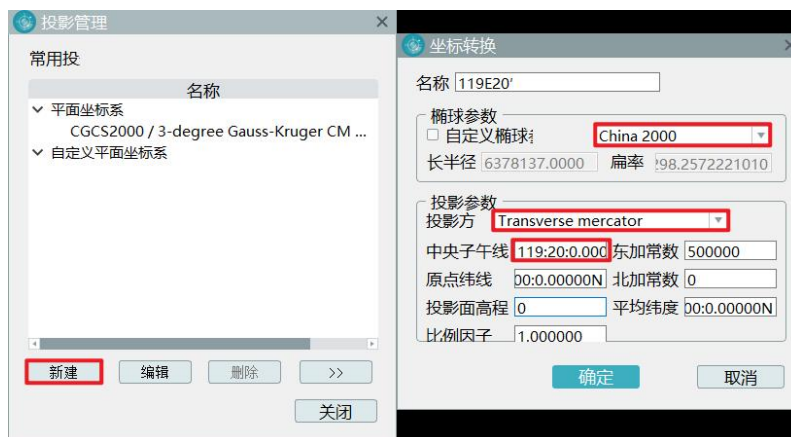 投影管理
常用投
名称
平面坐标系
CGCS2000 / 3-degree Gauss-Kruger CM ...
自定义平面坐标系
新建
编辑
删除
>>
关闭
坐标转换
名称 119E20'
椭球参数
自定义椭球 China 2000
长半径 6378137.0000 扁率 298.2572221010
投影参数
投影方 Transverse mercator
中央子午线 119:20:0.000 东加常数 500000
原点纬线 00:0.00000N 北加常数 0
投影面高程 0 平均纬度 00:0.00000N
比例因子 1.000000
确定
取消